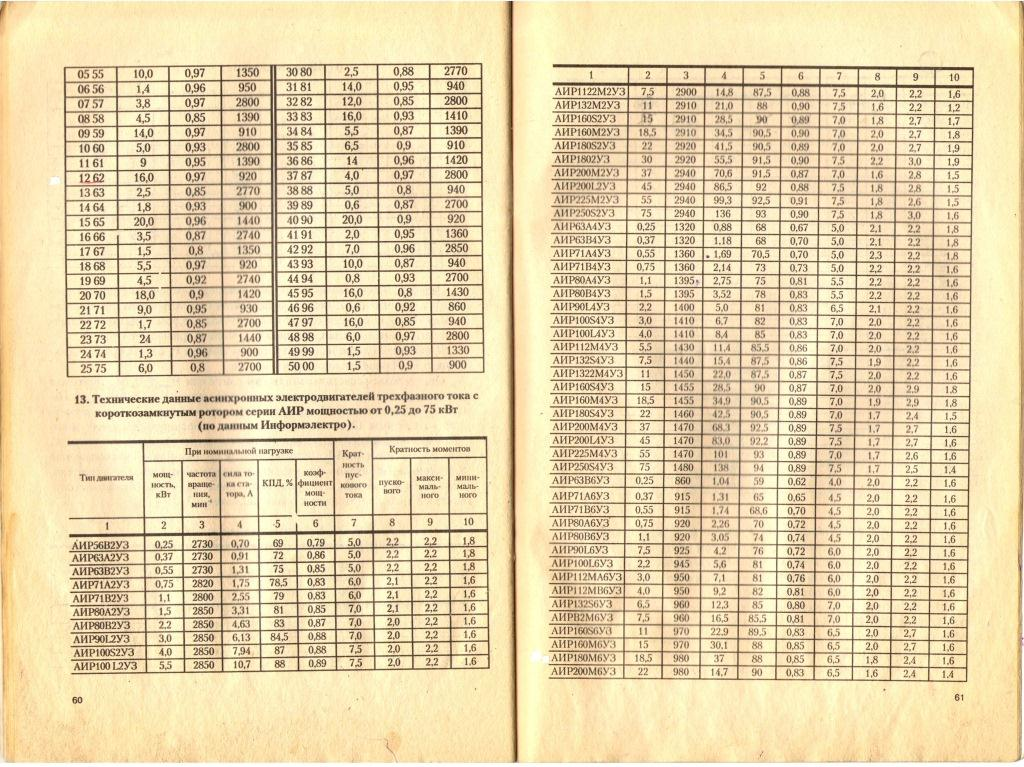 05 55 10,0 0,97 1350 30 80 2,5 0,88 2770
06 56 1,4 0,96 950 31 81 14,0 0,95 940
07 57 3,8 0,97 2800 32 82 12,0 0,85 2800
08 58 4,5 0,85 1390 33 83 16,0 0,93 1410
09 59 14,0 0,97 910 34 84 5,5 0,87 1390
10 60 5,0 0,93 2800 35 85 6,5 0,9 910
11 61 9 0,95 1390 36 86 14 0,96 1420
12 62 16,0 0,97 920 37 87 4,0 0,97 2800
13 63 2,5 0,85 2770 38 88 5,0 0,8 940
14 64 1,8 0,93 900 39 89 0,6 0,87 2700
15 65 20,0 0,96 1440 40 90 20,0 0,9 920
16 66 3,5 0,87 2740 41 91 2,0 0,95 1360
17 67 1,5 0,8 1350 42 92 7,0 0,96 2850
18 68 5,5 0,97 920 43 93 10,0 0,87 940
19 69 4,5 0,92 2740 44 94 0,8 0,93 2700
20 70 18,0 0,9 1420 45 95 16,0 0,8 1430
21 71 9,0 0,95 930 46 96 0,6 0,92 860
22 72 1,7 0,85 2700 47 97 16,0 0,85 940
23 73 24 0,87 1440 48 98 6,0 0,97 2800
24 74 1,3 0,96 900 49 99 1,5 0,93 1330
25 75 6,0 0,8 2700 50 00 1,5 0,9 900
13. Технические данные асинхронных электродвигателей трехфазного тока с
короткозамкнутым ротором серии АИР мощностью от 0,25 до 75 кВт
(по данным Информэлектро).
Тип двигателя
При номинальной нагрузке
мощ-
ность,
кВт
частота
враще-
ния,
мин⁻¹
сила то-
ка ста-
тора, А
КПД, %
коэф-
фициент
мощ-
ности
Крат-
ность
пус-
кового
тока
Кратность моментов
пуско-
вого
макси-
маль-
ного
мини-
маль-
ного
1 2 3 4 5 6 7 8 9 10
АИР56В2УЗ 0,25 2730 0,70 69 0,79 5,0 2,2 2,2 1,8
АИР63А2УЗ 0,37 2730 0,91 72 0,86 5,0 2,2 2,2 1,8
АИР63В2УЗ 0,55 2730 1,31 75 0,85 5,0 2,2 2,2 1,8
АИР71А2УЗ 0,75 2820 1,75 78,5 0,83 6,0 2,1 2,2 1,6
АИР71В2УЗ 1,1 2800 2,55 79 0,83 6,0 2,1 2,2 1,6
АИР80А2УЗ 1,5 2850 3,31 81 0,85 7,0 2,1 2,2 1,6
АИР80В2УЗ 2,2 2850 4,63 83 0,87 7,0 2,0 2,2 1.6
АИР90L2УЗ 3,0 2850 6,13 84,5 0,88 7,0 2,0 2,2 1,6
АИР100S2УЗ 4,0 2850 7,94 87 0,88 7,5 2,0 2,2 1.6
АИР100 L2УЗ 5,5 2850 10,7 88 0,89 7,5 2,0 2,2 1,6
60
1 2 3 4 5 6 7 8 9 10
АИР1122М2УЗ 7,5 2900 14,8 87,5 0,88 7,5 2,0 2,2 1,6
АИР132М2УЗ 11 2910 21,0 88 0,90 7,5 1,6 2,2 1,2
АИР160S2УЗ 15 2910 28,5 90 0,89 7,0 1,8 2,7 1,7
АИР160М2УЗ 18,5 2910 34,5 90,5 0,90 7,0 2,0 2,7 1,8
АИР180S2УЗ 22 2920 41,5 90,5 0,89 7,0 2,0 2,7 1,9
АИР1802УЗ 30 2920 55,5 91,5 0,90 7,5 2,2 3,0 1,9
АИР200М2УЗ 37 2940 70,6 91,5 0,87 7,0 1,6 2,8 1,5
АИР200L2УЗ 45 2940 86,5 92 0,88 7,5 1,8 2,8 1,5
АИР225М2УЗ 55 2940 99,3 92,5 0,91 7,5 1,8 2,6 1,5
АИР250S2УЗ 75 2940 136 93 0,90 7,5 1,8 3,0 1,6
АИР63А4УЗ 0,25 1320 0,88 68 0,67 5,0 2,1 2,2 1,8
АИР63В4УЗ 0,37 1320 1,18 68 0,70 5,0 2,1 2,2 1,8
АИР71А4УЗ 0,55 1360 1,69 70,5 0,70 5,0 2,3 2,2 1,8
АИР71В4УЗ 0,75 1360 2,14 73 0,73 5,0 2,2 2,2 1,6
АИР80А4УЗ 1,1 1395 2,75 75 0,81 5,5 2,2 2,2 1,6
АИР80В4УЗ 1,5 1395 3,52 78 0,83 5,5 2,2 2,2 1,6
АИР90L4УЗ 2,2 1400 5,0 81 0,83 6,5 2,1 2,2 1,6
АИР100S4УЗ 3,0 1410 6,7 82 0,83 7,0 2,0 2,2 1,6
АИР100L4УЗ 4,0 1410 8,4 85 0,83 7,0 2,0 2,2 1,6
АИР112М4УЗ 5,5 1430 11,4 85,5 0,86 7,0 2,0 2,2 1,6
АИР132S4УЗ 7,5 1440 15,4 87,5 0,86 7,5 1,9 2,2 1,6
АИР1322М4УЗ 11 1450 22,0 87,5 0,87 7,5 2,0 2,2 1,6
АИР160S4УЗ 15 1455 28,5 90 0,87 7,0 2,0 2,9 1,8
АИР160М4УЗ 18,5 1455 34,9 90,5 0,89 7,0 1,9 2,9 1,8
АИР180S4УЗ 22 1460 42,5 90,5 0,89 7,0 1,7 2,4 1,5
АИР200М4УЗ 37 1470 68,3 92,5 0,89 7,5 1,7 2,7 1,6
АИР200L4УЗ 45 1470 83,0 92,2 0,89 7,5 1,7 2,7 1,6
АИР225М4УЗ 55 1470 101 93 0,89 7,0 1,7 2,6 1,6
АИР250S4УЗ 75 1480 138 94 0,89 7,5 1,7 2,5 1,4
АИР63В6УЗ 0,25 860 1,04 59 0,62 4,0 2,0 2,2 1,6
АИР71А6УЗ 0,37 915 1,31 65 0,65 4,5 2,0 2,2 1,6
АИР71В6УЗ 0,55 915 1,74 68,6 0,70 4,5 2,0 2,2 1,6
АИР80А6УЗ 0,75 920 2,26 70 0,72 4,5 2,0 2,2 1,6
АИР80В6УЗ 1,1 920 3,05 74 0,74 4,5 2,0 2,2 1,6
АИР90L6УЗ 7,5 925 4,2 76 0,72 6,0 2,0 2,2 1,6
АИР100L6УЗ 2,2 945 5,6 81 0,74 6,0 2,0 2,2 1,6
АИР112МА6УЗ 3,0 950 7,1 81 0,76 6,0 2,0 2,2 1,6
АИР112МВ6УЗ 4,0 950 9,2 82 0,81 6,0 2,0 2,2 1,6
АИР132S6УЗ 6,5 960 12,3 85 0,80 7,0 2,0 2,2 1,6
АИРВ2М6УЗ 7,5 960 16,5 85,5 0,81 7,0 2,0 2,2 1,6
АИР160S6УЗ 11 970 22,9 89,5 0,83 6,5 2,0 2,7 1,6
АИР160М6УЗ 15 970 30,1 88 0,85 6,5 2,0 2,7 1,6
АИР180М6УЗ 18,5 980 37 88 0,85 6,5 1,8 2,4 1,6
АИР200М6УЗ 22 980 14,7 90 0,83 6,5 1,6 2,4 1.4
61